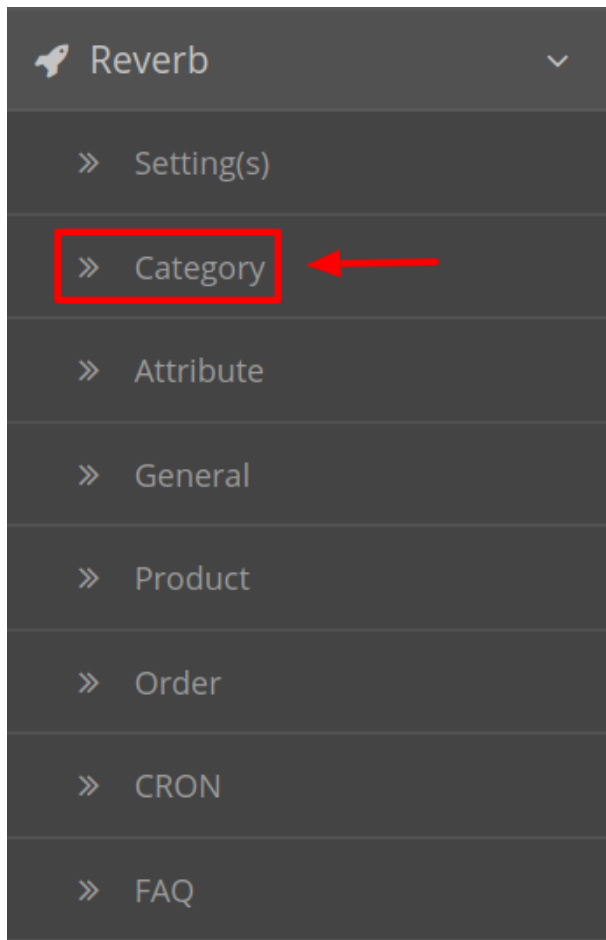 Reverb
Setting(s)
Category
Attribute
General
Product
Order
CRON
FAQ